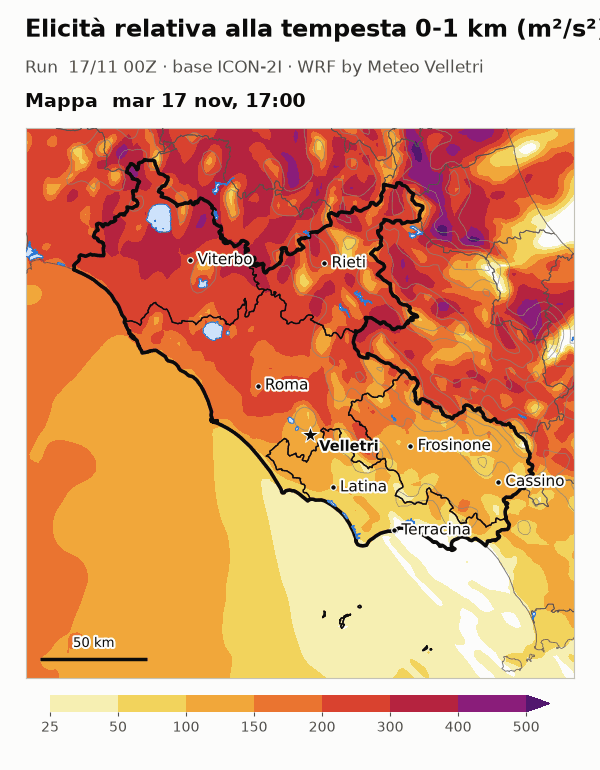 Elicità relativa alla tempesta 0-1 km (m²/s²)
Run 17/11 00Z · base ICON-2I · WRF by Meteo Velletri
Mappa mar 17 nov, 17:00
Viterbo
Rieti
Roma
Velletri
Frosinone
Cassino
Latina
Terracina
50 km
25 50 100 150 200 300 400 500